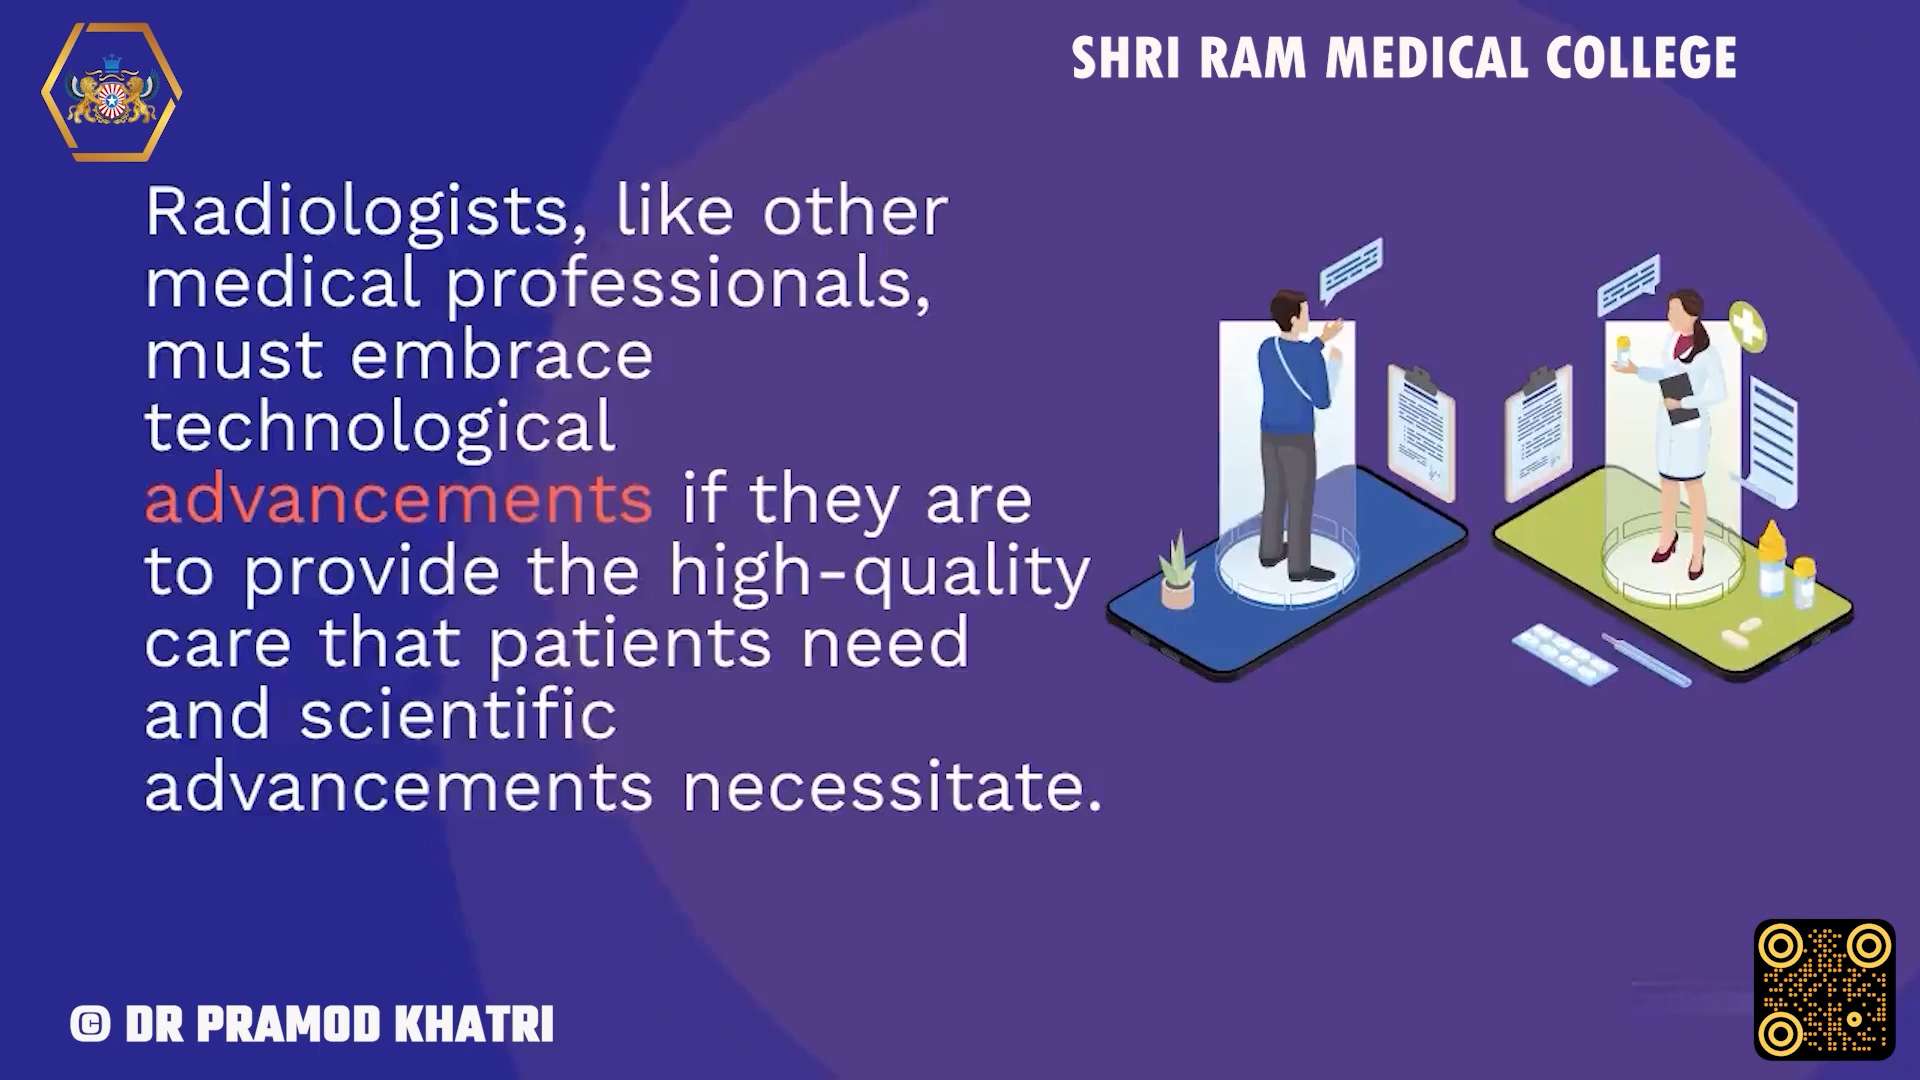 SHRI RAM MEDICAL COLLEGE
Radiologists, like other
medical professionals,
must embrace
technological
advancements if they are
to provide the high-quality
care that patients need
and scientific
advancements necessitate.
© DR PRAMOD KHATRI